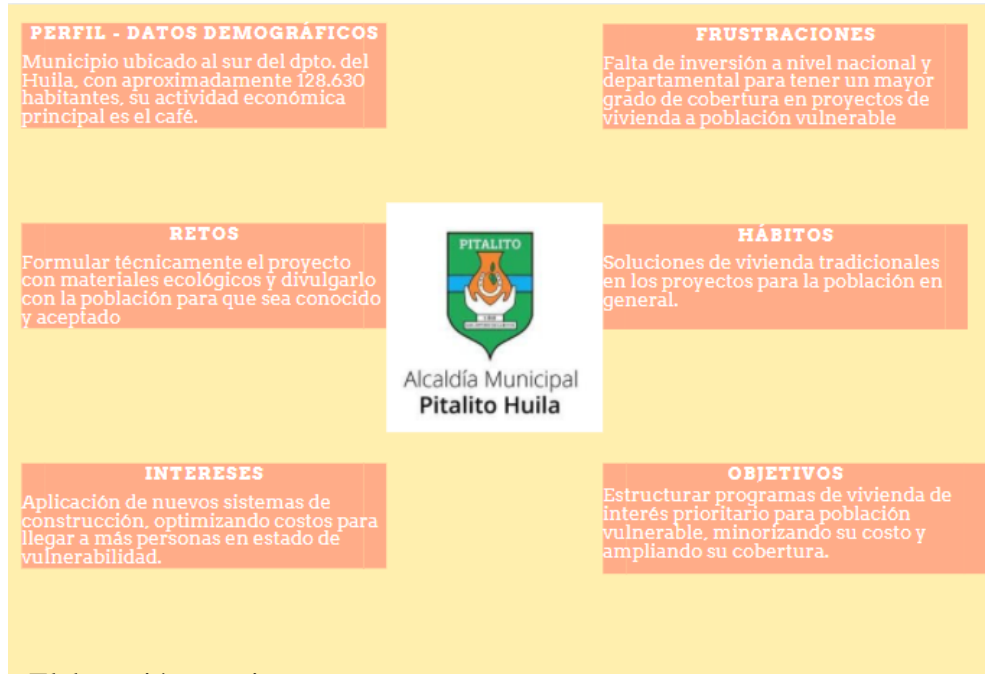 PERFIL - DATOS DEMOGRÁFICOS
Municipio ubicado al sur del dpto. del
Huila, con aproximadamente 128.630
habitantes, su actividad económica
principal es el café.
FRUSTRACIONES
Falta de inversión a nivel nacional y
departamental para tener un mayor
grado de cobertura en proyectos de
vivienda a población vulnerable
RETOS
Formular técnicamente el proyecto
con materiales ecológicos y divulgarlo
con la población para que sea conocido
y aceptado
PITALITO
Alcaldía Municipal
Pitalito Huila
HÁBITOS
Soluciones de vivienda tradicionales
en los proyectos para la población en
general.
INTERESES
Aplicación de nuevos sistemas de
construcción, optimizando costos para
llegar a más personas en estado de
vulnerabilidad.
OBJETIVOS
Estructurar programas de vivienda de
interés prioritario para población
vulnerable, minorizando su costo y
ampliando su cobertura.